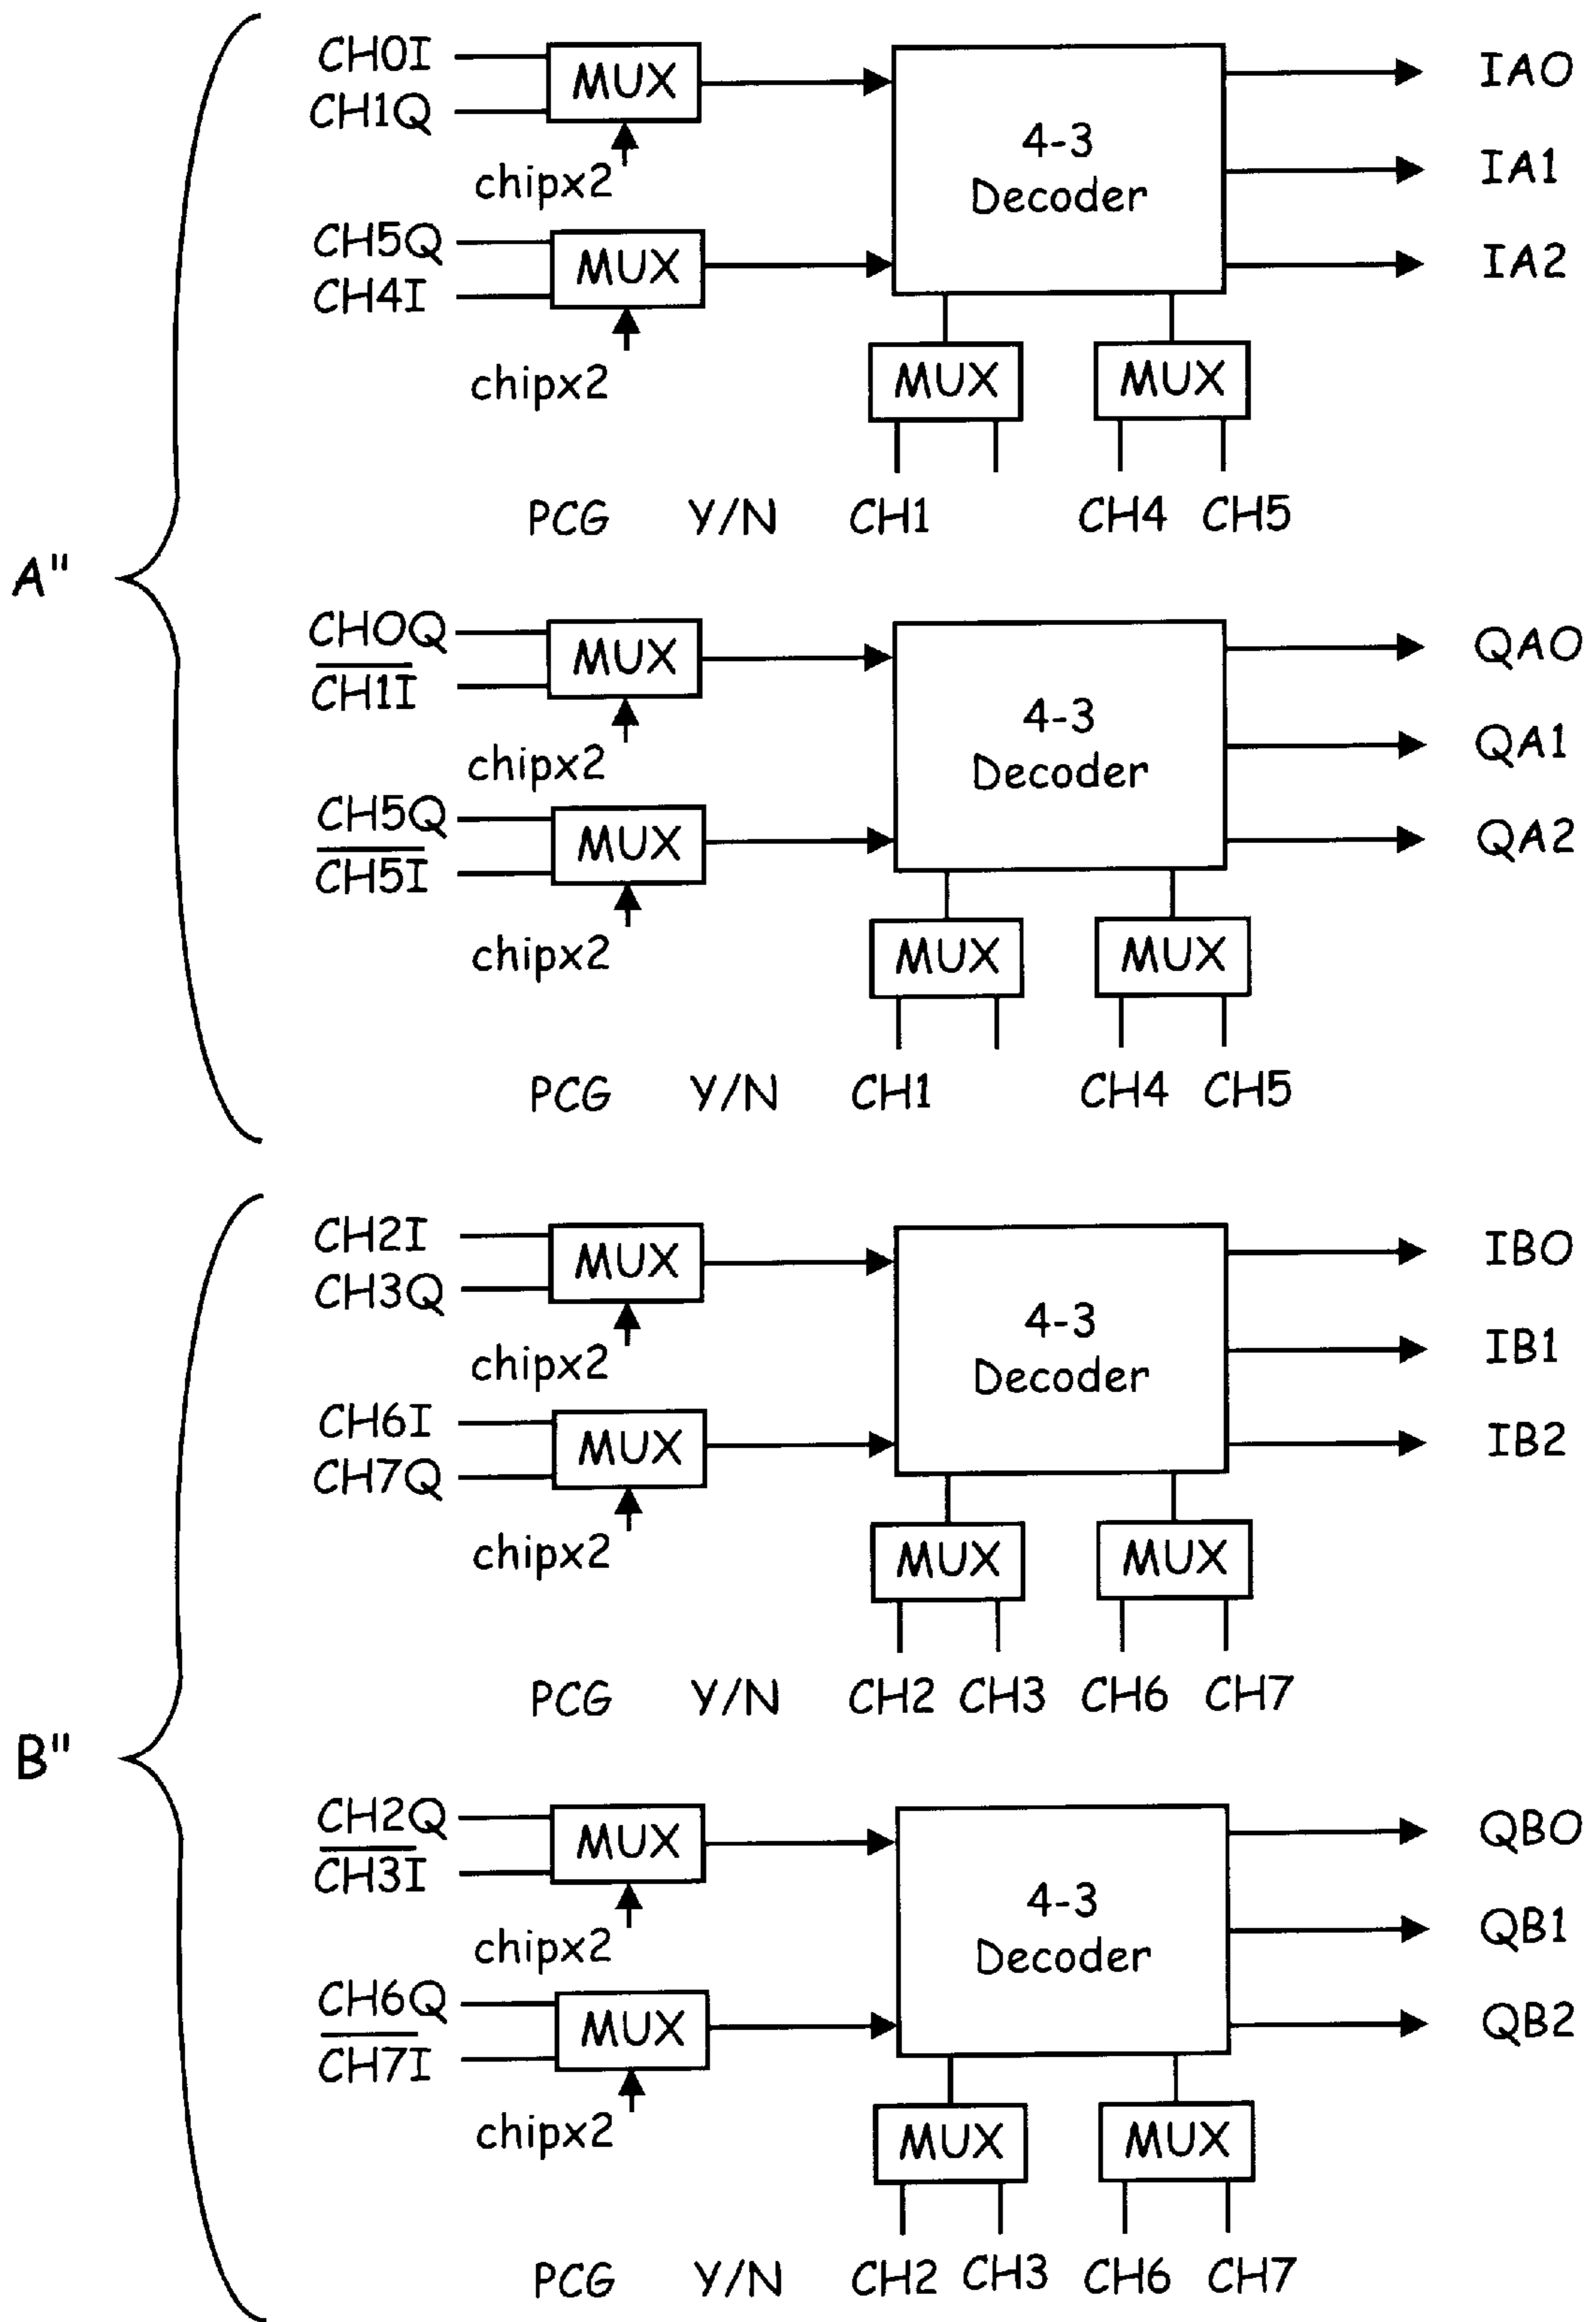 CH0I
MUX
IA0
CH1Q
chipx2
4-3
Decoder
IA1
CH5Q
MUX
IA2
CH4I
chipx2
MUX
MUX
PCG Y/N CH1 CH4 CH5
A"
CH0Q
MUX
QA0
CH1I
chipx2
4-3
Decoder
QA1
CH5Q
MUX
QA2
CH5I
chipx2
MUX
MUX
PCG Y/N CH1 CH4 CH5
CH2I
MUX
IB0
CH3Q
chipx2
4-3
Decoder
IB1
CH6I
MUX
IB2
CH7Q
chipx2
MUX
MUX
PCG Y/N CH2 CH3 CH6 CH7
B"
CH2Q
MUX
QB0
CH3I
chipx2
4-3
Decoder
QB1
CH6Q
MUX
QB2
CH7I
chipx2
MUX
MUX
PCG Y/N CH2 CH3 CH6 CH7